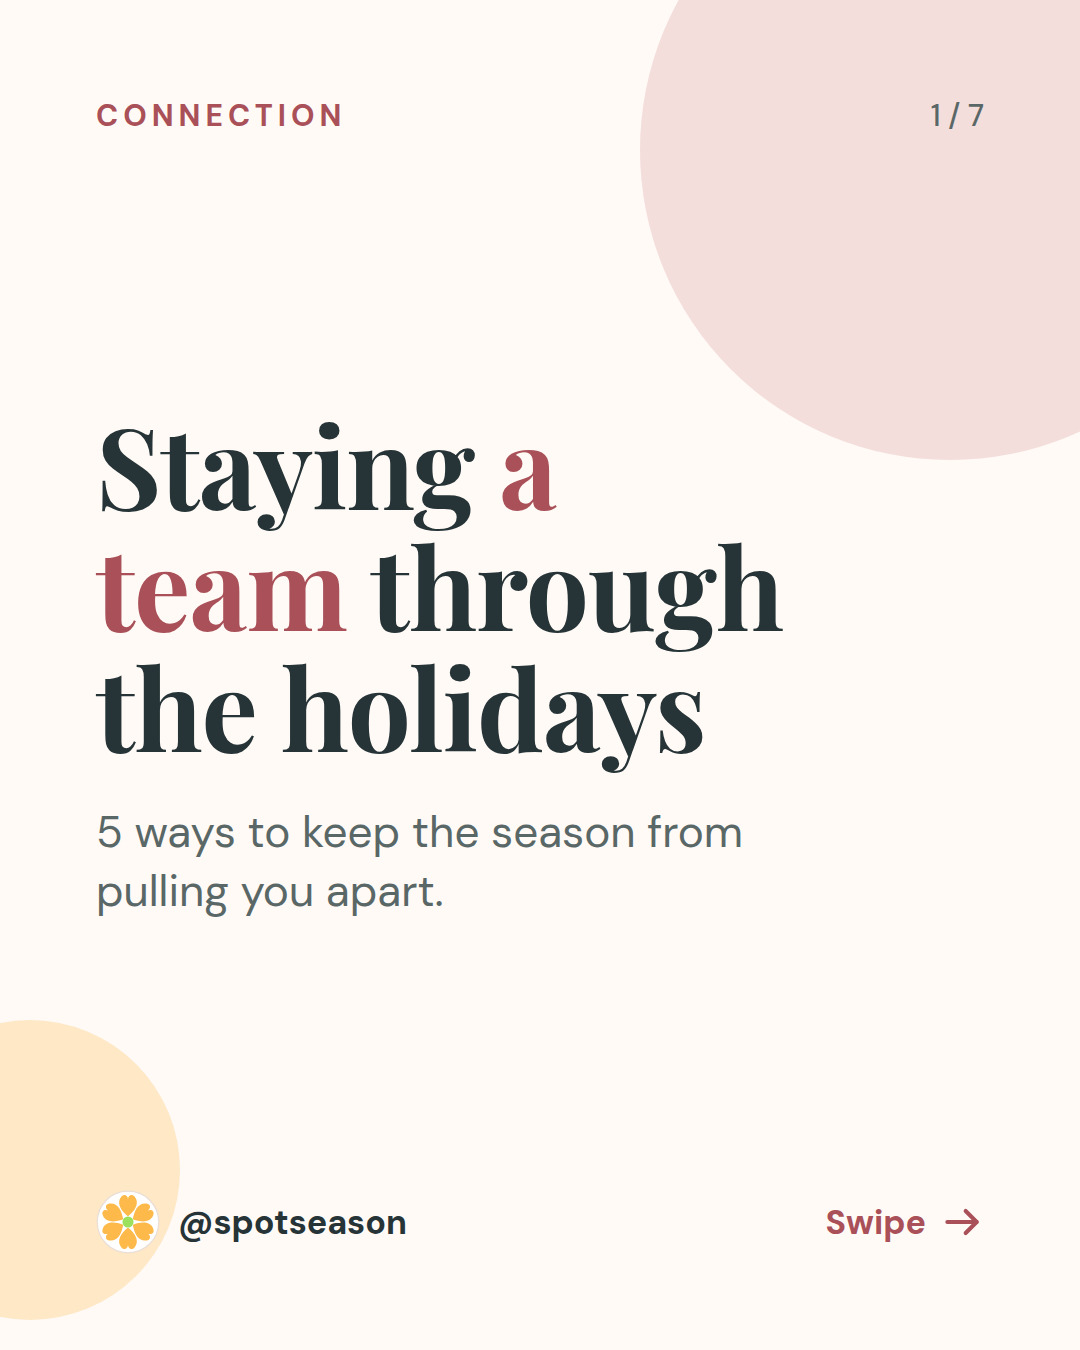 CONNECTION
1 / 7
Staying a
team through
the holidays
5 ways to keep the season from
pulling you apart.
@spotseason
Swipe →